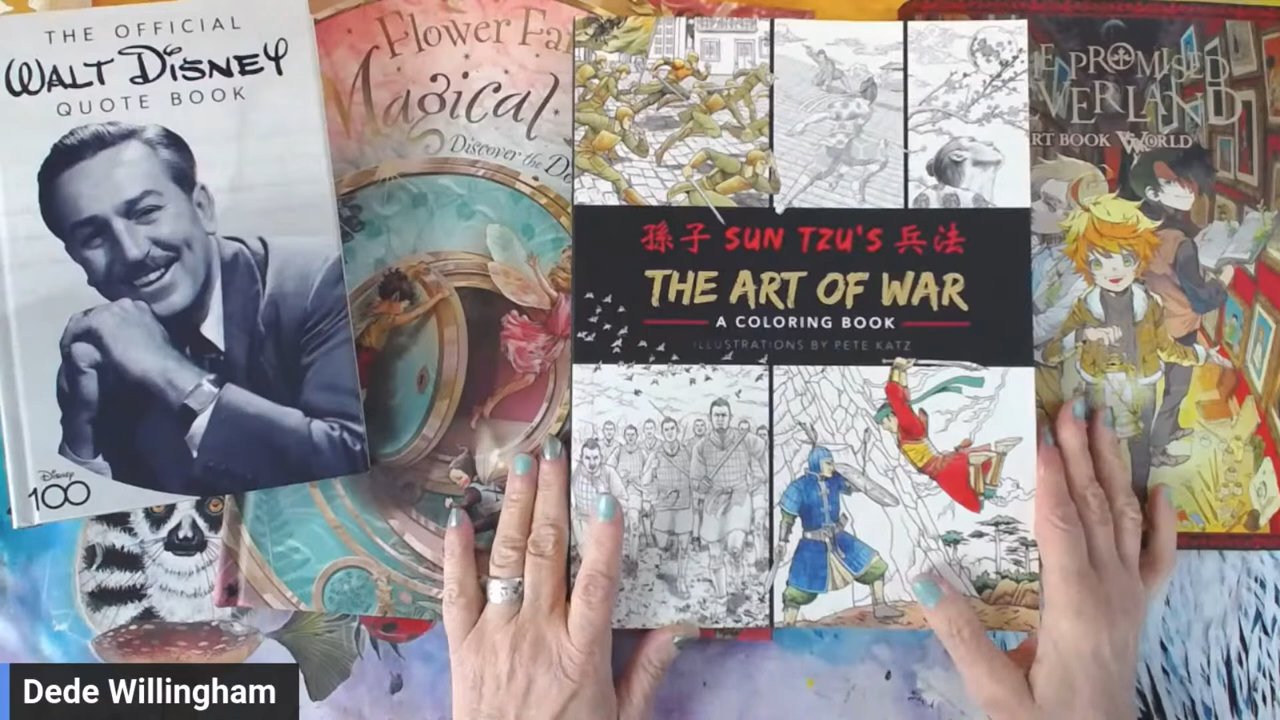 THE OFFICIAL
WALT DISNEY
QUOTE BOOK
Disney
100
Flower Fa
Magical
Discover the
孫子 SUN TZU'S 兵法
THE ART OF WAR
A COLORING BOOK
ILLUSTRATIONS BY PETE KATZ
E PROMISED
VERLAND
RT BOOK WORLD
Dede Willingham